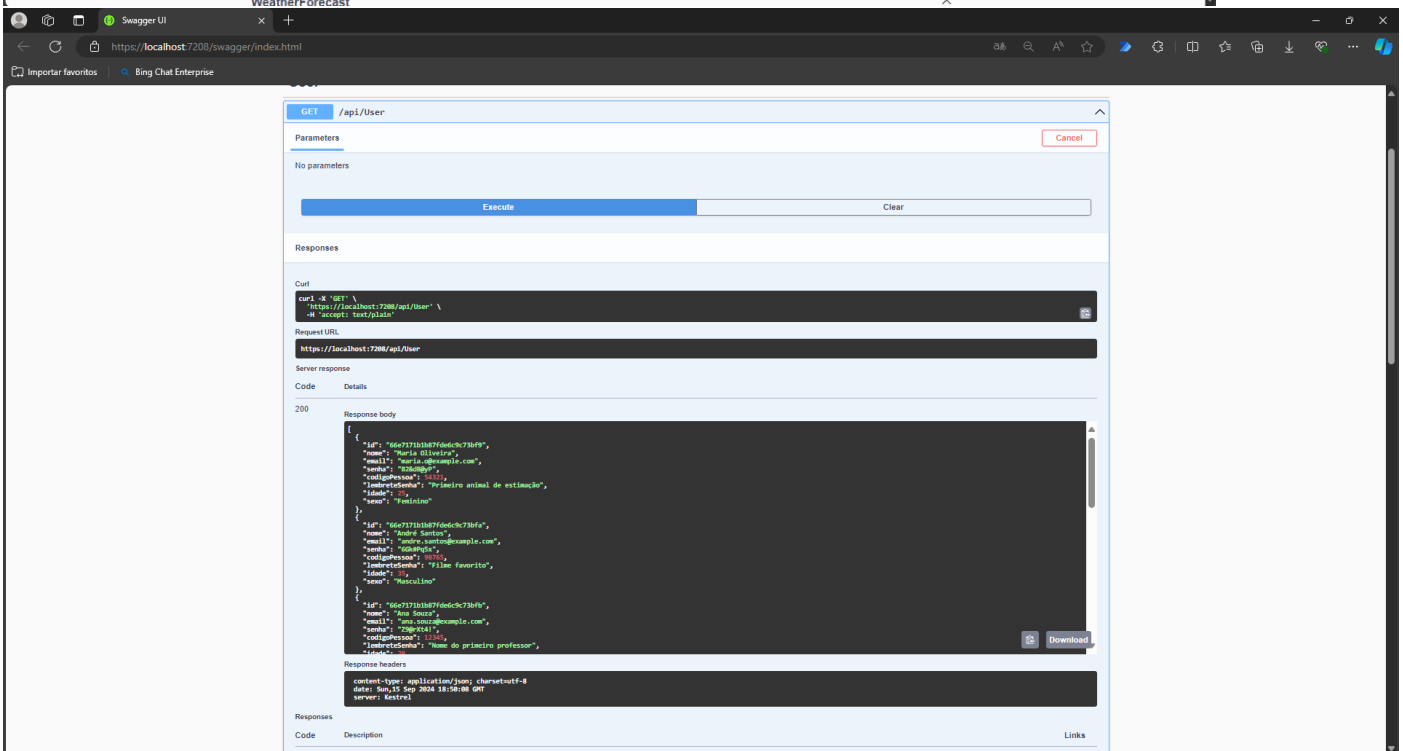 WeatherForecast
Swagger UI
https://localhost:7208/swagger/index.html
Importar favoritos
Bing Chat Enterprise
GET /api/User
Parameters
Cancel
No parameters
Execute
Clear
Responses
Curl
curl -X 'GET' \
'https://localhost:7208/api/User' \
-H 'accept: text/plain'
Request URL
https://localhost:7208/api/User
Server response
Code Details
200
Response body
[
{
"id": "66e7171b1b87fde6c9c73bf9",
"nome": "Maria Oliveira",
"email": "maria.o@example.com",
"senha": "B2&d8@yP",
"codigoPessoa": 54321,
"lembreteSenha": "Primeiro animal de estimação",
"idade": 25,
"sexo": "Feminino"
},
{
"id": "66e7171b1b87fde6c9c73bfa",
"nome": "André Santos",
"email": "andre.santos@example.com",
"senha": "6Gk#Pq5x",
"codigoPessoa": 98765,
"lembreteSenha": "Filme favorito",
"idade": 35,
"sexo": "Masculino"
},
{
"id": "66e7171b1b87fde6c9c73bfb",
"nome": "Ana Souza",
"email": "ana.souza@example.com",
"senha": "Z9@rXt4!",
"codigoPessoa": 12345,
"lembreteSenha": "Nome do primeiro professor",
"idade":
Download
Response headers
content-type: application/json; charset=utf-8
date: Sun,15 Sep 2024 18:50:08 GMT
server: Kestrel
Responses
Code Description Links